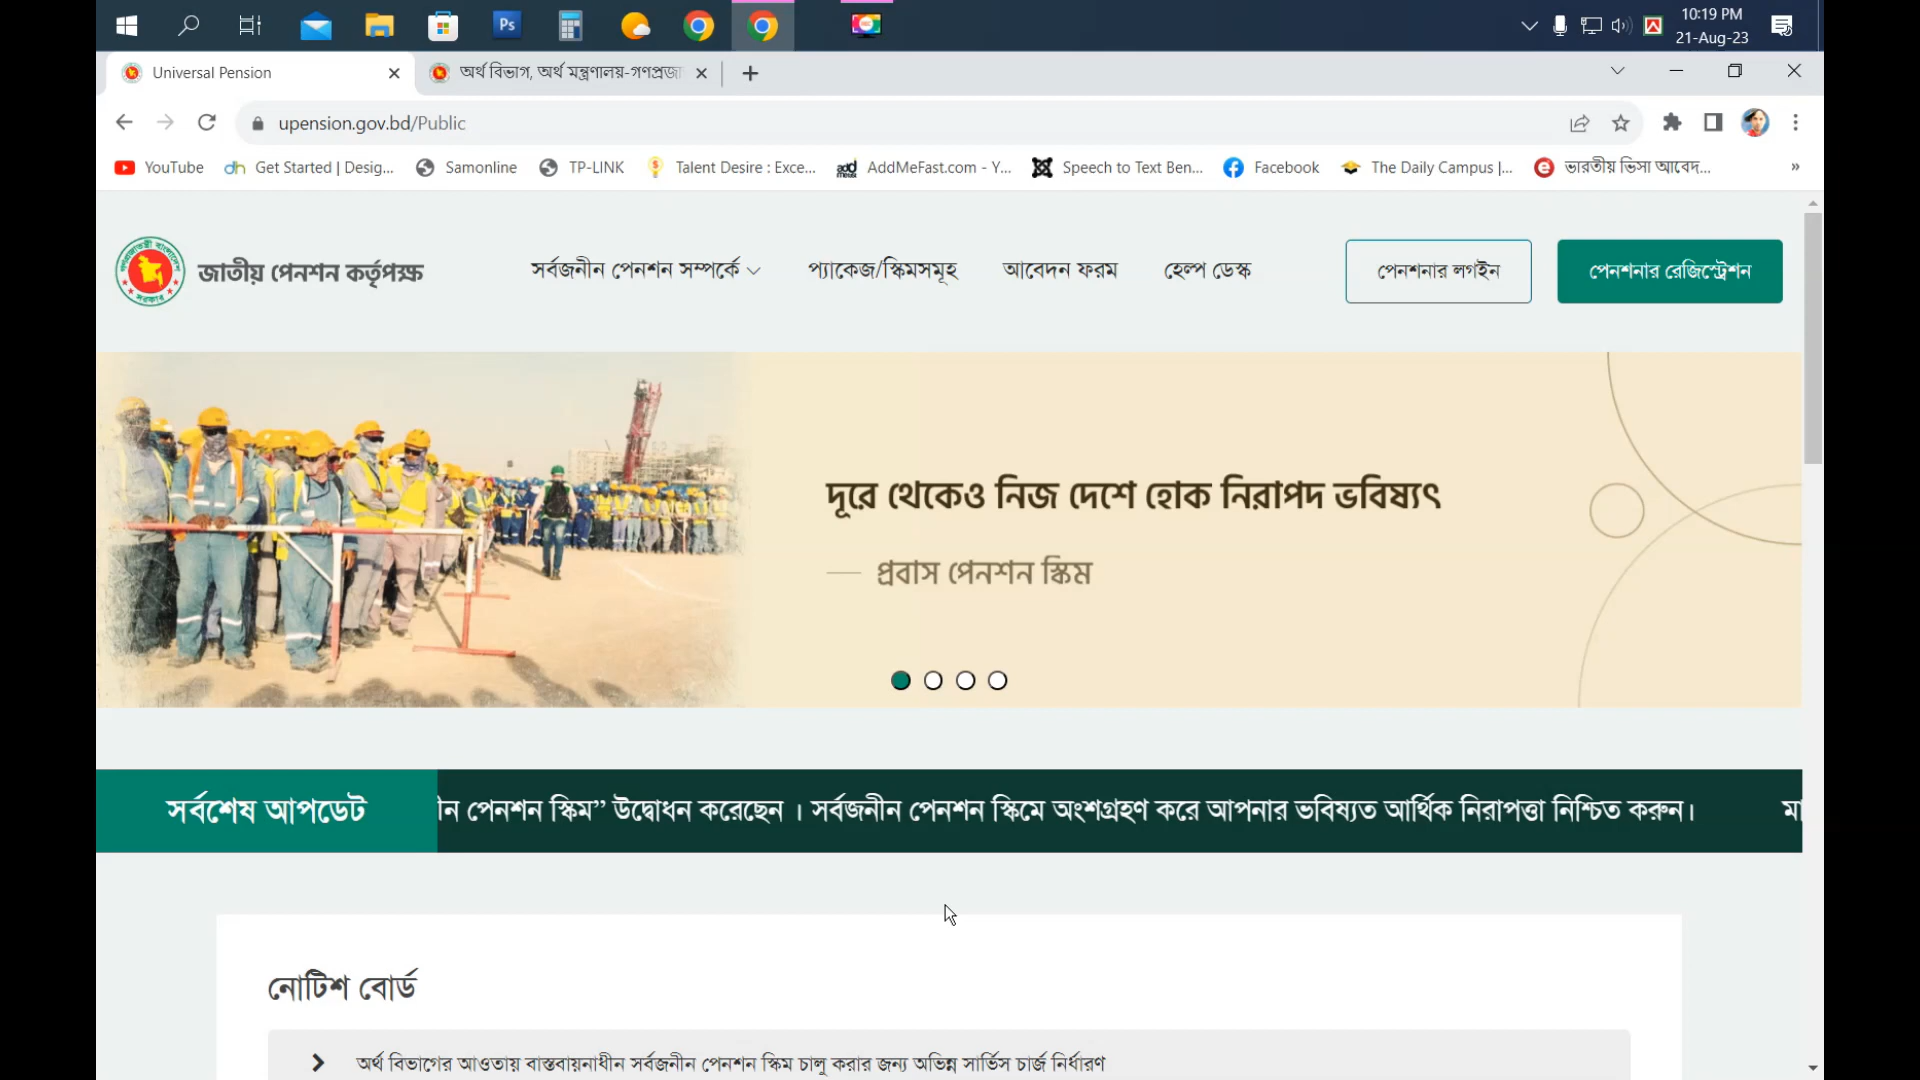 Ps
10:19 PM
21-Aug-23
Universal Pension
অর্থ বিভাগ, অর্থ মন্ত্রণালয়-গণপ্রজা
upension.gov.bd/Public
YouTube
dh Get Started | Desig...
Samonline
TP-LINK
Talent Desire : Exce...
AddMeFast.com - Y...
Speech to Text Ben...
Facebook
The Daily Campus |...
ভারতীয় ভিসা আবেদ...
»
জাতীয় পেনশন কর্তৃপক্ষ
সর্বজনীন পেনশন সম্পর্কে
প্যাকেজ/স্কিমসমূহ
আবেদন ফরম
হেল্প ডেস্ক
পেনশনার লগইন
পেনশনার রেজিস্ট্রেশন
দূরে থেকেও নিজ দেশে হোক নিরাপদ ভবিষ্যৎ
— প্রবাস পেনশন স্কিম
সর্বশেষ আপডেট
ীন পেনশন স্কিম” উদ্বোধন করেছেন । সর্বজনীন পেনশন স্কিমে অংশগ্রহণ করে আপনার ভবিষ্যত আর্থিক নিরাপত্তা নিশ্চিত করুন। মা
নোটিশ বোর্ড
অর্থ বিভাগের আওতায় বাস্তবায়নাধীন সর্বজনীন পেনশন স্কিম চালু করার জন্য অভিন্ন সার্ভিস চার্জ নির্ধারণ